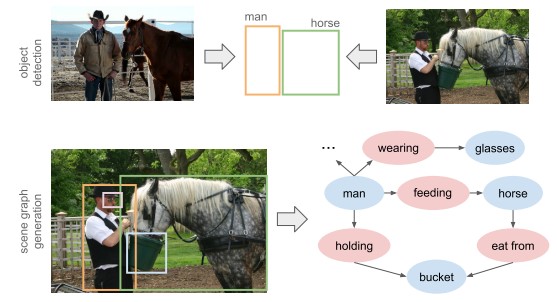 object
detection
man
horse
scene graph
generation
...
wearing
glasses
man
feeding
horse
holding
eat from
bucket